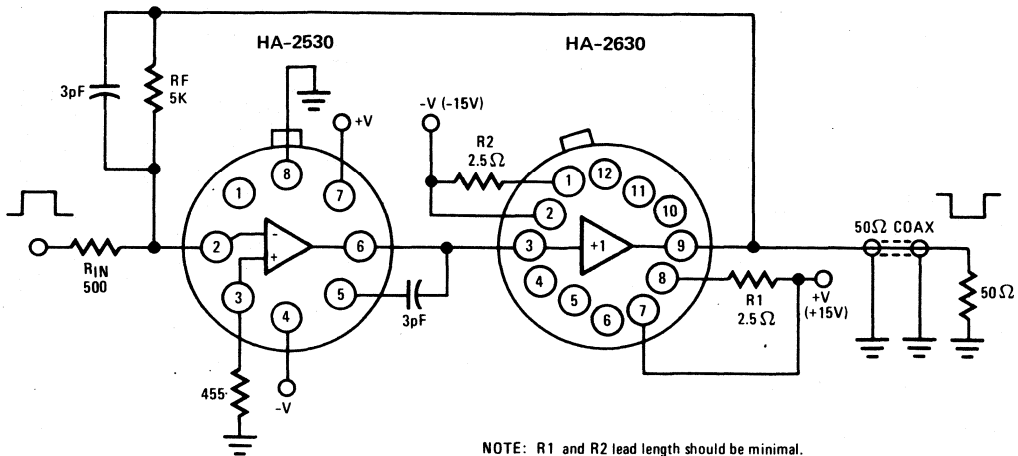 HA-2530
HA-2630
3pF
RF
5K
+V
-V (-15V)
R2
2.5Ω
8
1
7
2
-
+
6
3
5
4
1
12
11
2
10
3
+1
9
4
8
5
7
6
RIN
500
3pF
455
-V
R1
2.5Ω
+V
(+15V)
50Ω COAX
50Ω
NOTE: R1 and R2 lead length should be minimal.